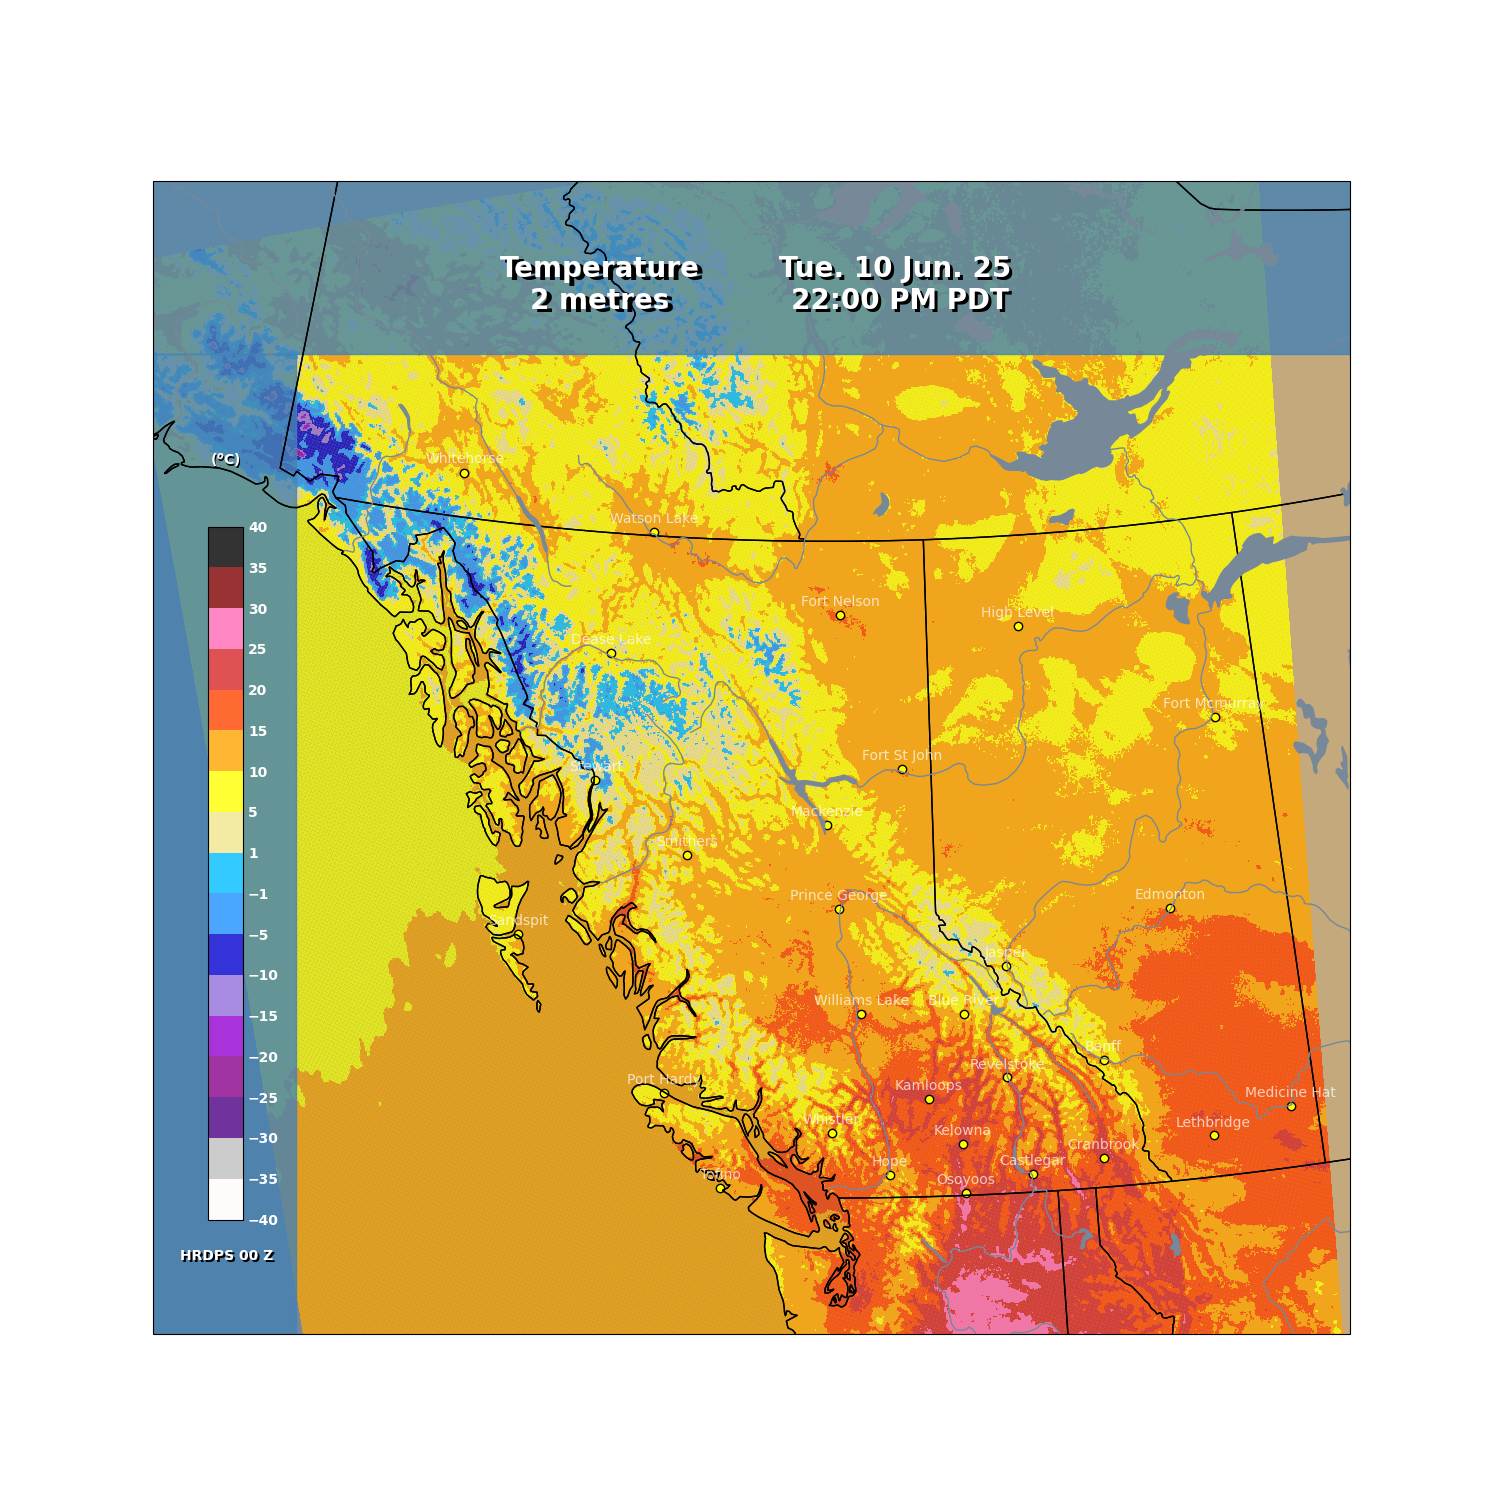 Temperature
2 metres
Tue. 10 Jun. 25
22:00 PM PDT
(°C)
40
35
30
25
20
15
10
5
1
−1
−5
−10
−15
−20
−25
−30
−35
−40
HRDPS 00 Z
Whitehorse
Watson Lake
Fort Nelson
High Level
Dease Lake
Fort Mcmurray
Fort St John
Stewart
Mackenzie
Smithers
Prince George
Edmonton
Sandspit
Jasper
Williams Lake
Blue River
Banff
Revelstoke
Port Hardy
Kamloops
Medicine Hat
Whistler
Lethbridge
Kelowna
Cranbrook
Hope
Castlegar
Tofino
Osoyoos